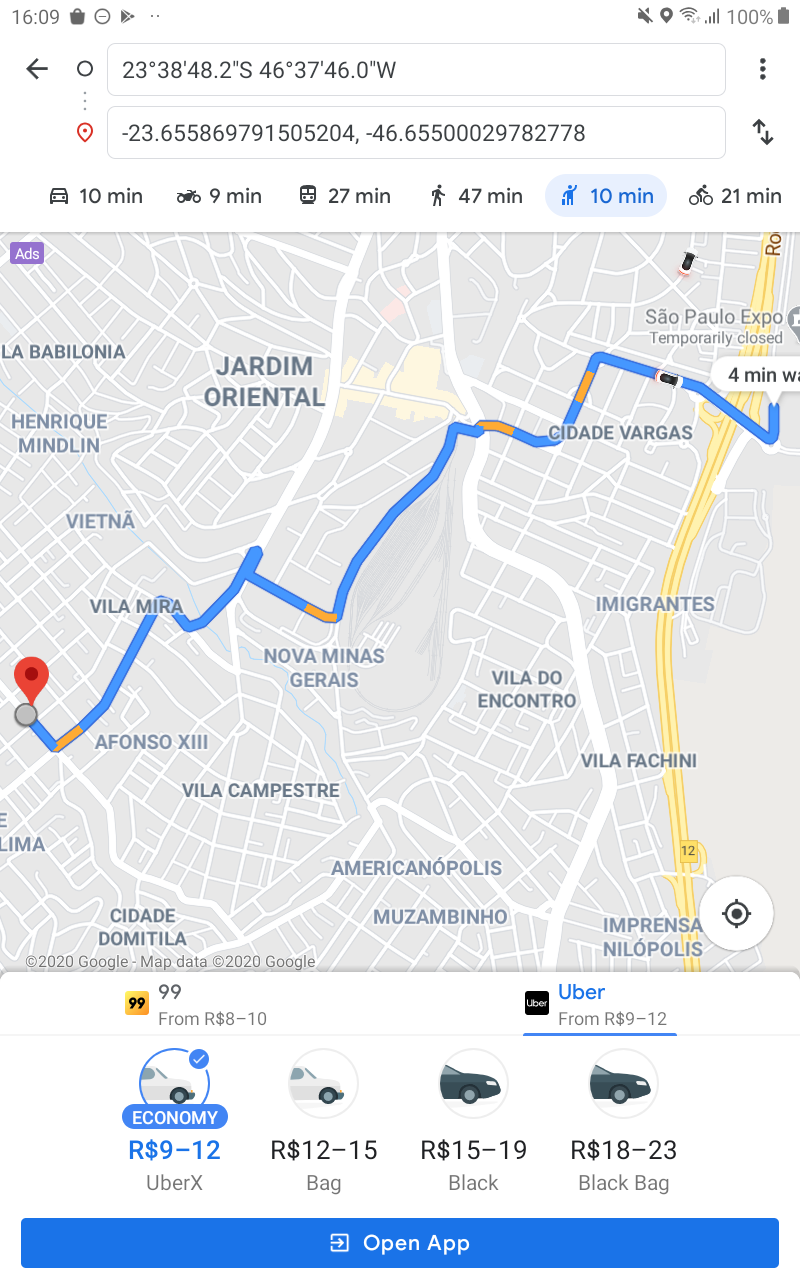 16:09
100%
23°38'48.2"S 46°37'46.0"W
-23.655869791505204, -46.65500029782778
10 min
9 min
27 min
47 min
10 min
21 min
Ads
Ro
São Paulo Expo
Temporarily closed
LA BABILONIA
JARDIM
ORIENTAL
4 min wa
HENRIQUE
MINDLIN
CIDADE VARGAS
VIETNÃ
VILA MIRA
IMIGRANTES
NOVA MINAS
GERAIS
VILA DO
ENCONTRO
AFONSO XIII
VILA FACHINI
VILA CAMPESTRE
E
LIMA
12
AMERICANÓPOLIS
MUZAMBINHO
CIDADE
DOMITILA
IMPRENSA
NILÓPOLIS
©2020 Google - Map data ©2020 Google
99
99
From R$8–10
Uber
Uber
From R$9–12
ECONOMY
R$9–12
UberX
R$12–15
Bag
R$15–19
Black
R$18–23
Black Bag
Open App